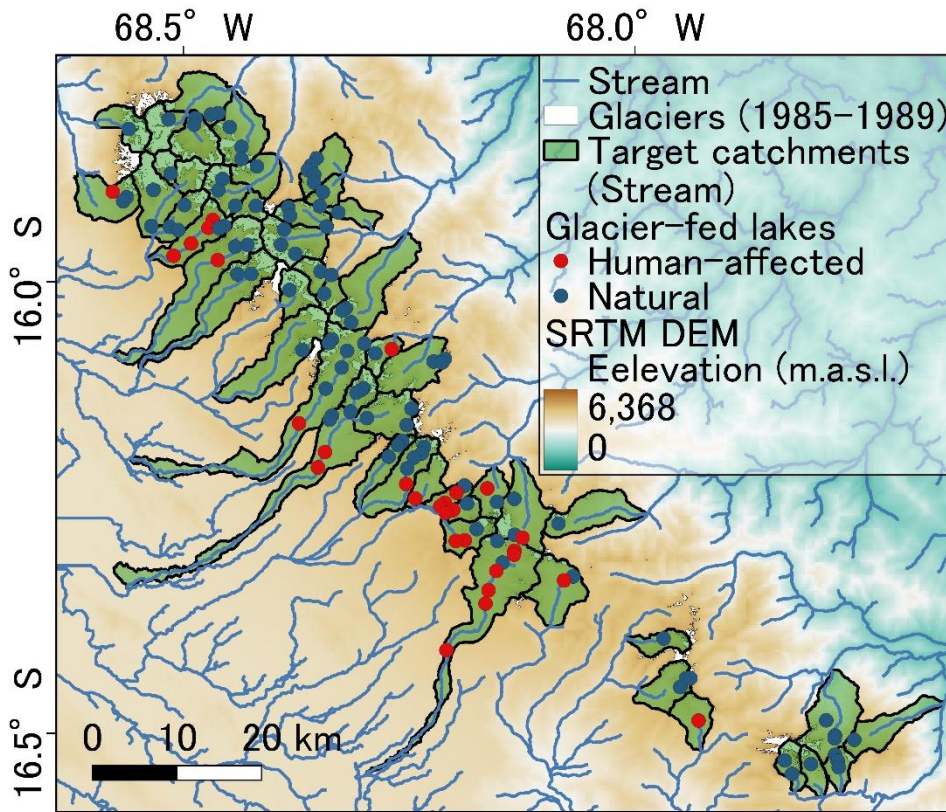 68.5° W
68.0° W
Stream
Glaciers (1985-1989)
Target catchments
(Stream)
Glacier-fed lakes
Human-affected
Natural
SRTM DEM
Eelevation (m.a.s.l.)
6,368
0
16.0° S
16.5° S
0 10 20 km